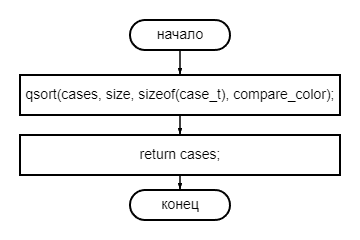 начало
qsort(cases, size, sizeof(case_t), compare_color);
return cases;
конец